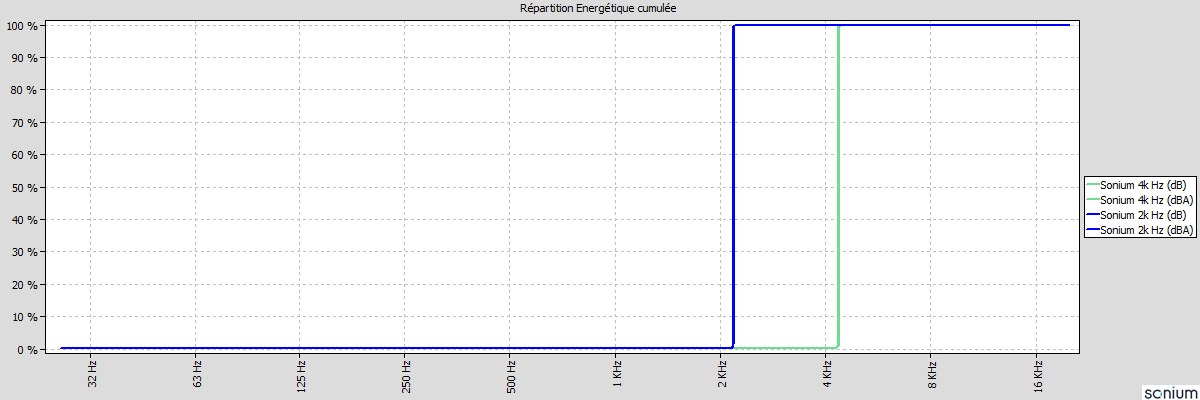 Répartition Energétique cumulée
100 %
90 %
80 %
70 %
60 %
50 %
40 %
30 %
20 %
10 %
0 %
32 Hz
63 Hz
125 Hz
250 Hz
500 Hz
1 KHz
2 KHz
4 KHz
8 KHz
16 KHz
Sonium 4k Hz (dB)
Sonium 4k Hz (dBA)
Sonium 2k Hz (dB)
Sonium 2k Hz (dBA)
sonium